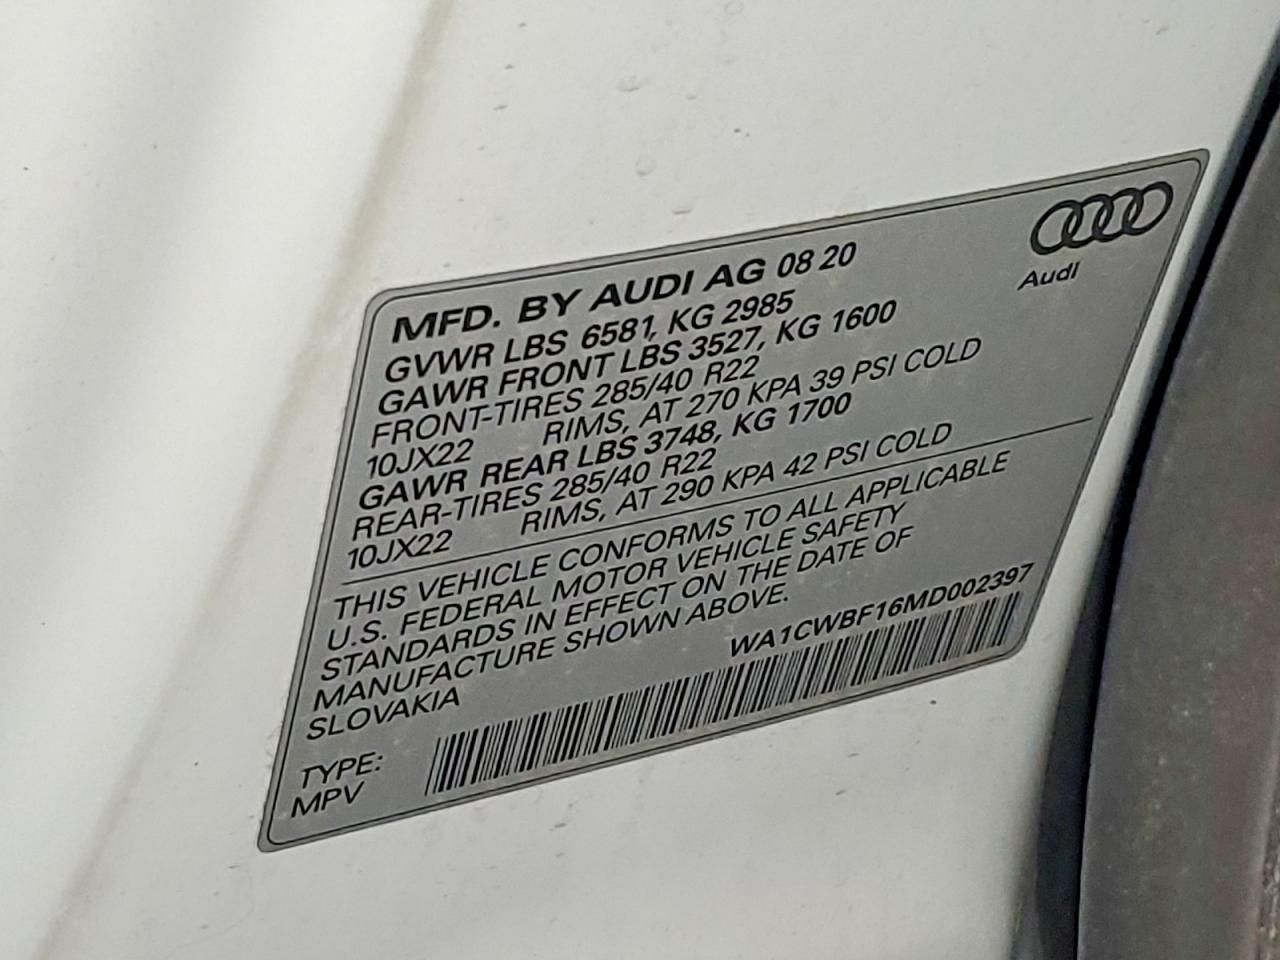 MFD. BY AUDI AG 08 20
GVWR LBS 6581, KG 2985
GAWR FRONT LBS 3527, KG 1600
FRONT-TIRES 285/40 R22
10JX22 RIMS, AT 270 KPA 39 PSI COLD
GAWR REAR LBS 3748, KG 1700
REAR-TIRES 285/40 R22
10JX22 RIMS, AT 290 KPA 42 PSI COLD
Audi
THIS VEHICLE CONFORMS TO ALL APPLICABLE
U.S. FEDERAL MOTOR VEHICLE SAFETY
STANDARDS IN EFFECT ON THE DATE OF
MANUFACTURE SHOWN ABOVE.
SLOVAKIA
WA1CWBF16MD002397
TYPE:
MPV